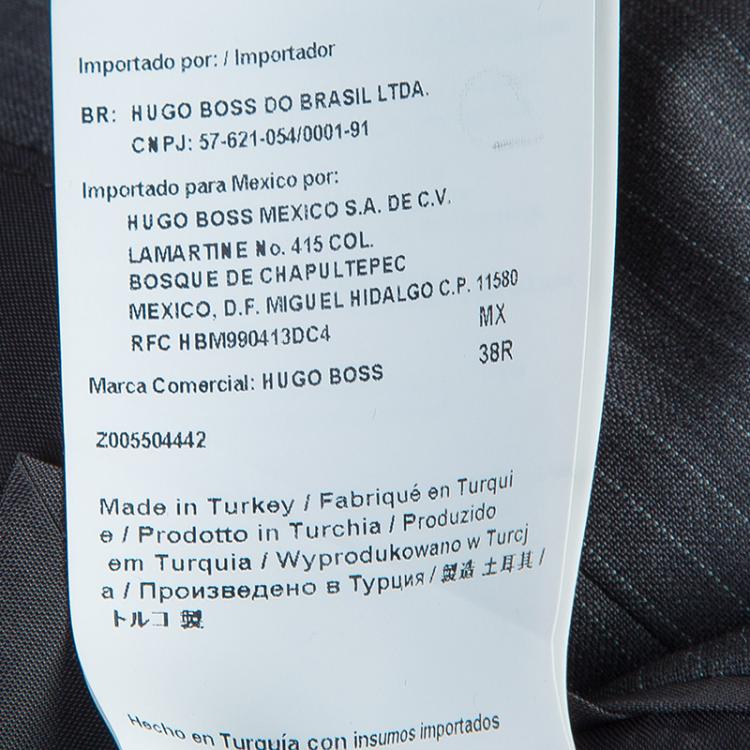 Importado por: / Importador
BR: HUGO BOSS DO BRASIL LTDA.
CNPJ: 57-621-054/0001-91
Importado para Mexico por:
HUGO BOSS MEXICO S.A. DE C.V.
LAMARTINE No. 415 COL.
BOSQUE DE CHAPULTEPEC
MEXICO, D.F. MIGUEL HIDALGO C.P. 11580
RFC HBM990413DC4 MX
Marca Comercial: HUGO BOSS 38R
Z005504442
Made in Turkey / Fabriqué en Turqui
e / Prodotto in Turchia / Produzido
em Turquia / Wyprodukowano w Turcj
a / Произведено в Турция / 製造 土耳其 /
トルコ 製
Hecho en Turquía con insumos importados